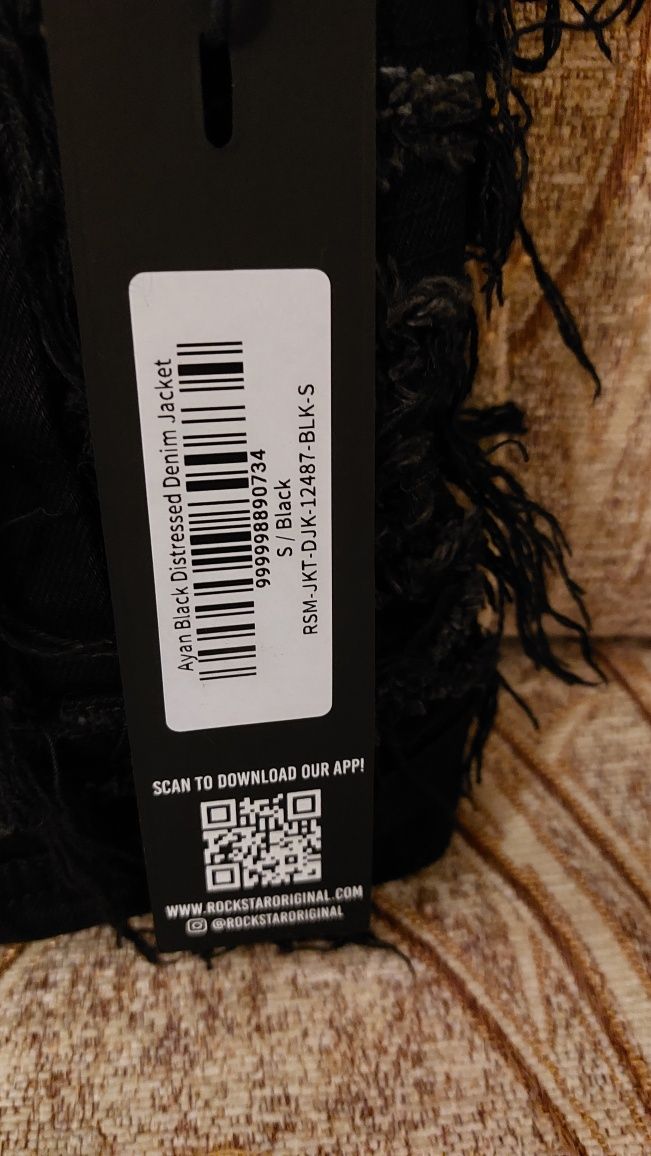 Ayan Black Distressed Denim Jacket
999998890734
S / Black
RSM-JKT-DJK-12487-BLK-S
SCAN TO DOWNLOAD OUR APP!
WWW.ROCKSTARORIGINAL.COM
@ROCKSTARORIGINAL